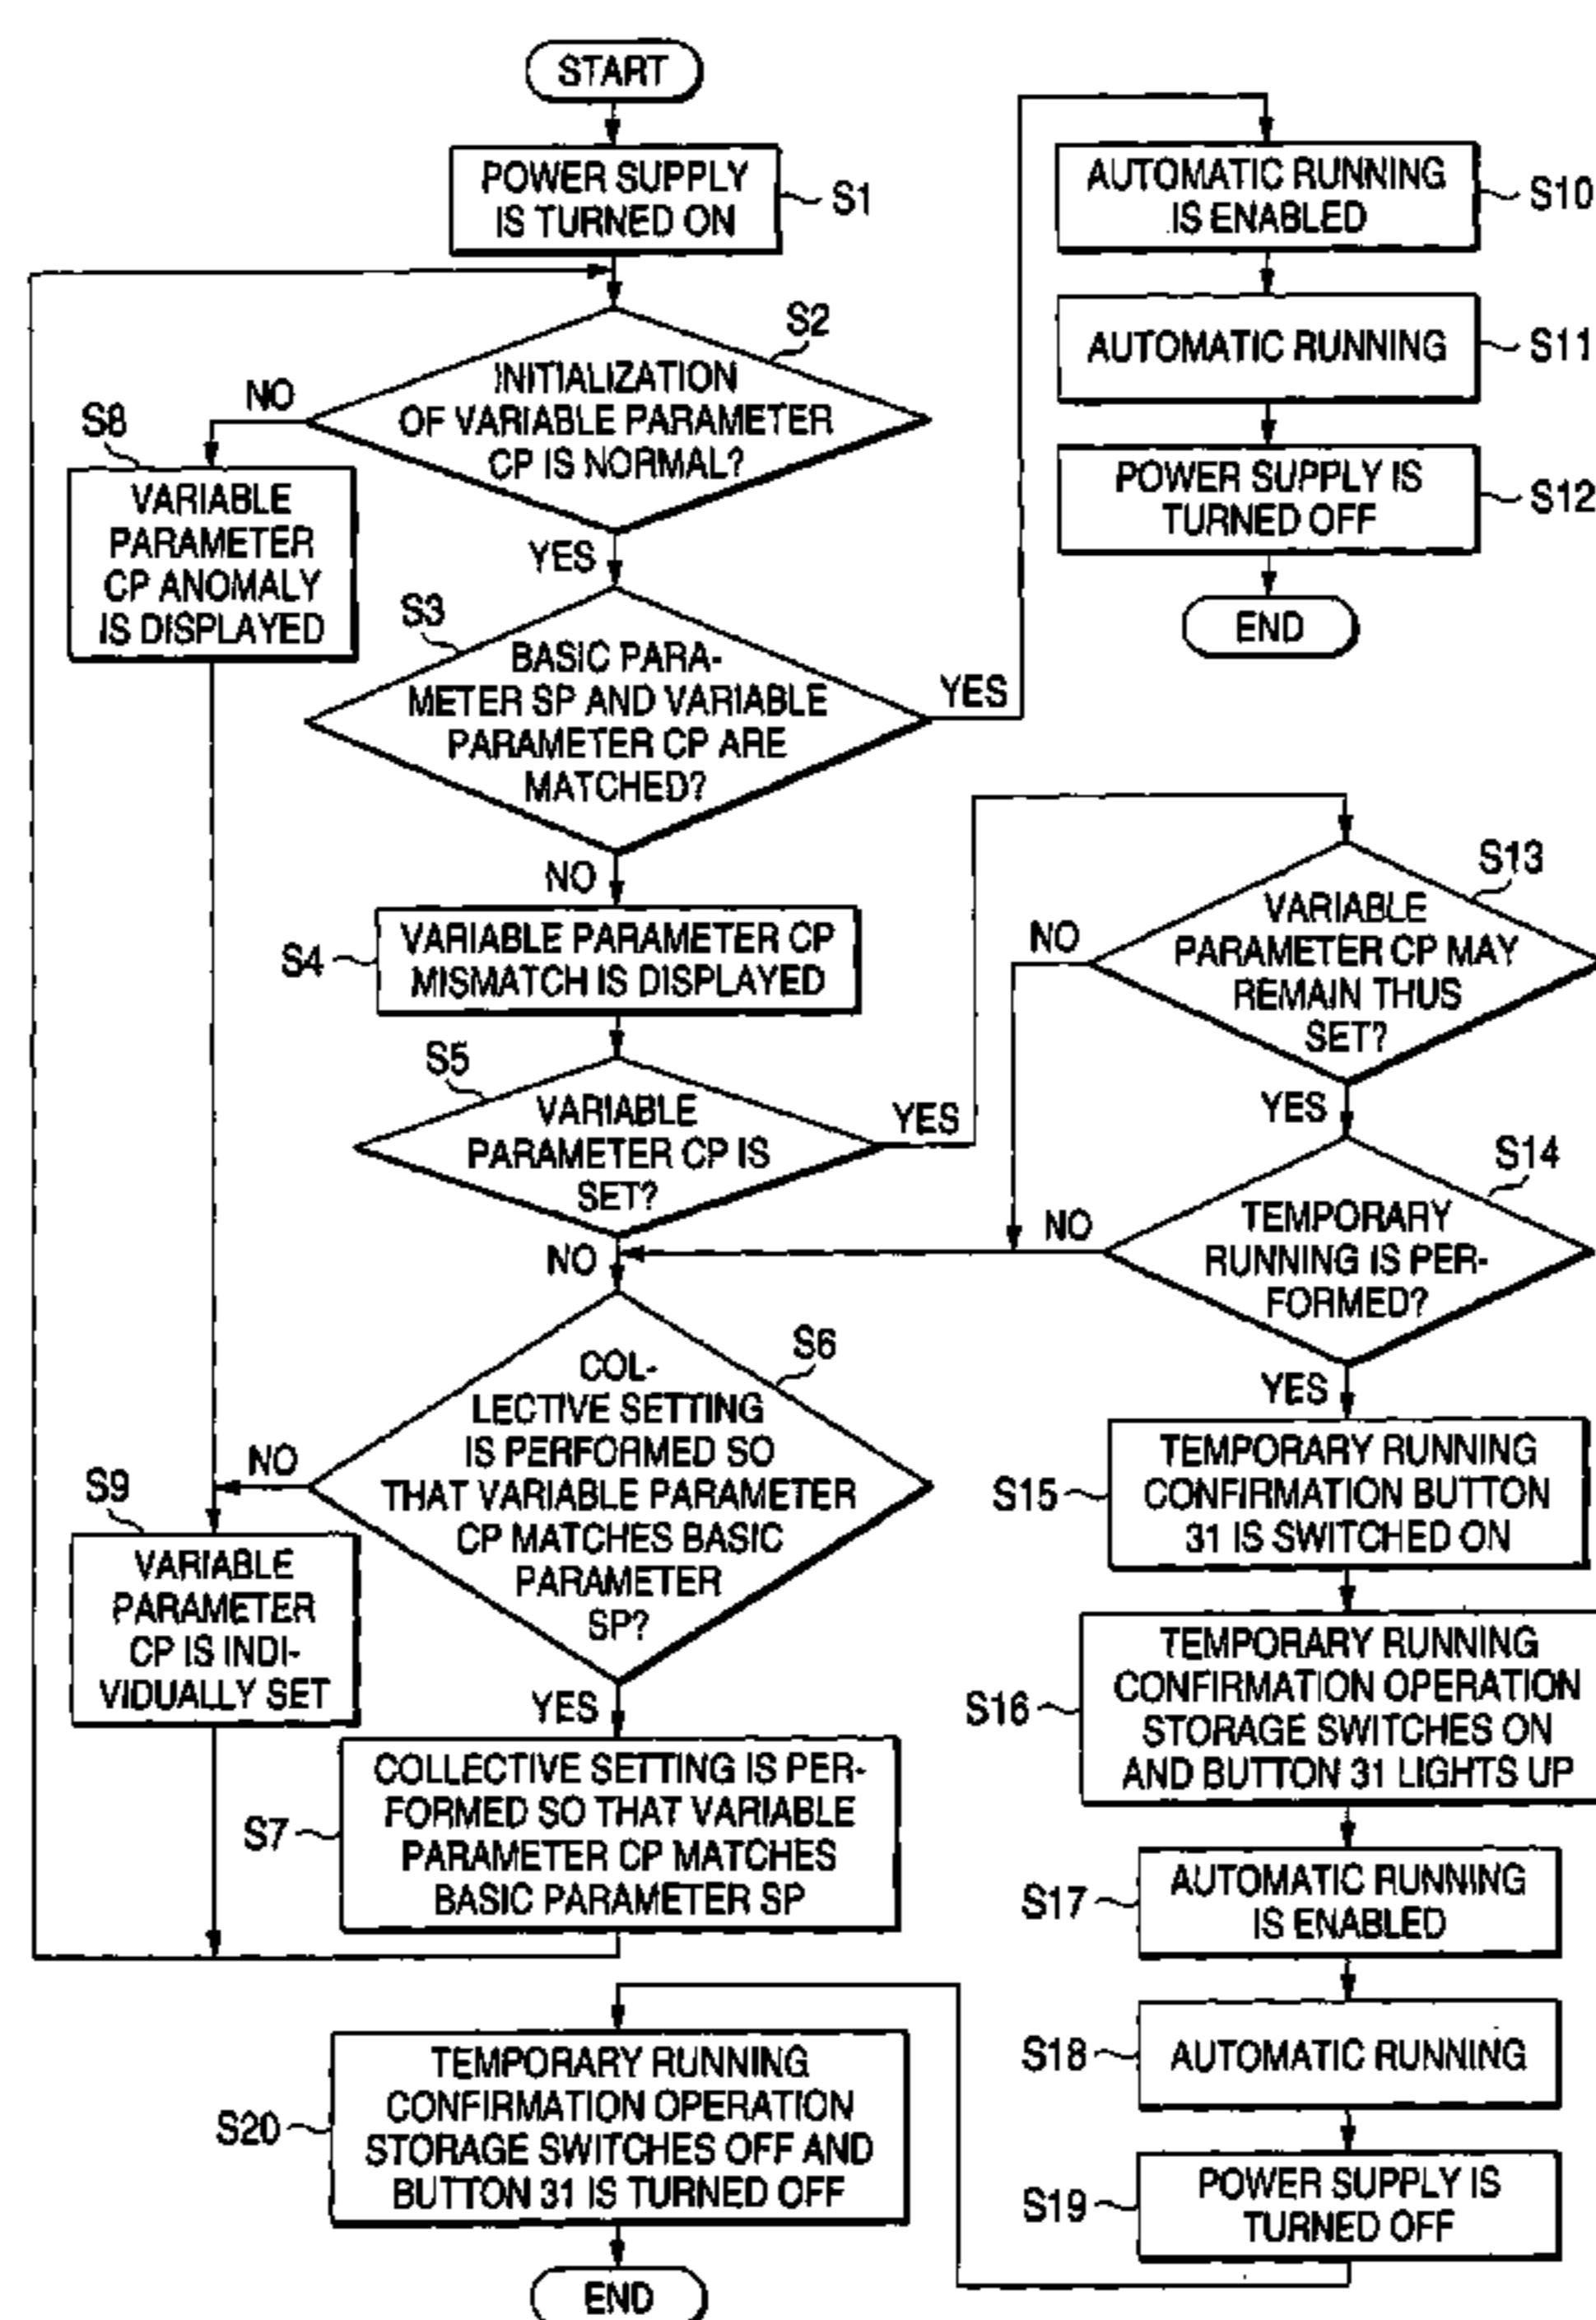 START
POWER SUPPLY
IS TURNED ON
S1
S2
INITIALIZATION
OF VARIABLE PARAMETER
CP IS NORMAL?
NO
YES
S8
VARIABLE
PARAMETER
CP ANOMALY
IS DISPLAYED
S3
BASIC PARA-
METER SP AND VARIABLE
PARAMETER CP ARE
MATCHED?
YES
NO
S4
VARIABLE PARAMETER CP
MISMATCH IS DISPLAYED
S5
VARIABLE
PARAMETER CP IS
SET?
YES
NO
S6
COL-
LECTIVE SETTING
IS PERFORMED SO
THAT VARIABLE PARAMETER
CP MATCHES BASIC
PARAMETER
SP?
NO
YES
S9
VARIABLE
PARAMETER
CP IS INDI-
VIDUALLY SET
S7
COLLECTIVE SETTING IS PER-
FORMED SO THAT VARIABLE
PARAMETER CP MATCHES
BASIC PARAMETER SP
AUTOMATIC RUNNING
IS ENABLED
S10
AUTOMATIC RUNNING
S11
POWER SUPPLY IS
TURNED OFF
S12
END
S13
VARIABLE
PARAMETER CP MAY
REMAIN THUS
SET?
NO
YES
S14
TEMPORARY
RUNNING IS PER-
FORMED?
NO
YES
S15
TEMPORARY RUNNING
CONFIRMATION BUTTON
31 IS SWITCHED ON
S16
TEMPORARY RUNNING
CONFIRMATION OPERATION
STORAGE SWITCHES ON
AND BUTTON 31 LIGHTS UP
S17
AUTOMATIC RUNNING
IS ENABLED
S18
AUTOMATIC RUNNING
S19
POWER SUPPLY IS
TURNED OFF
S20
TEMPORARY RUNNING
CONFIRMATION OPERATION
STORAGE SWITCHES OFF AND
BUTTON 31 IS TURNED OFF
END